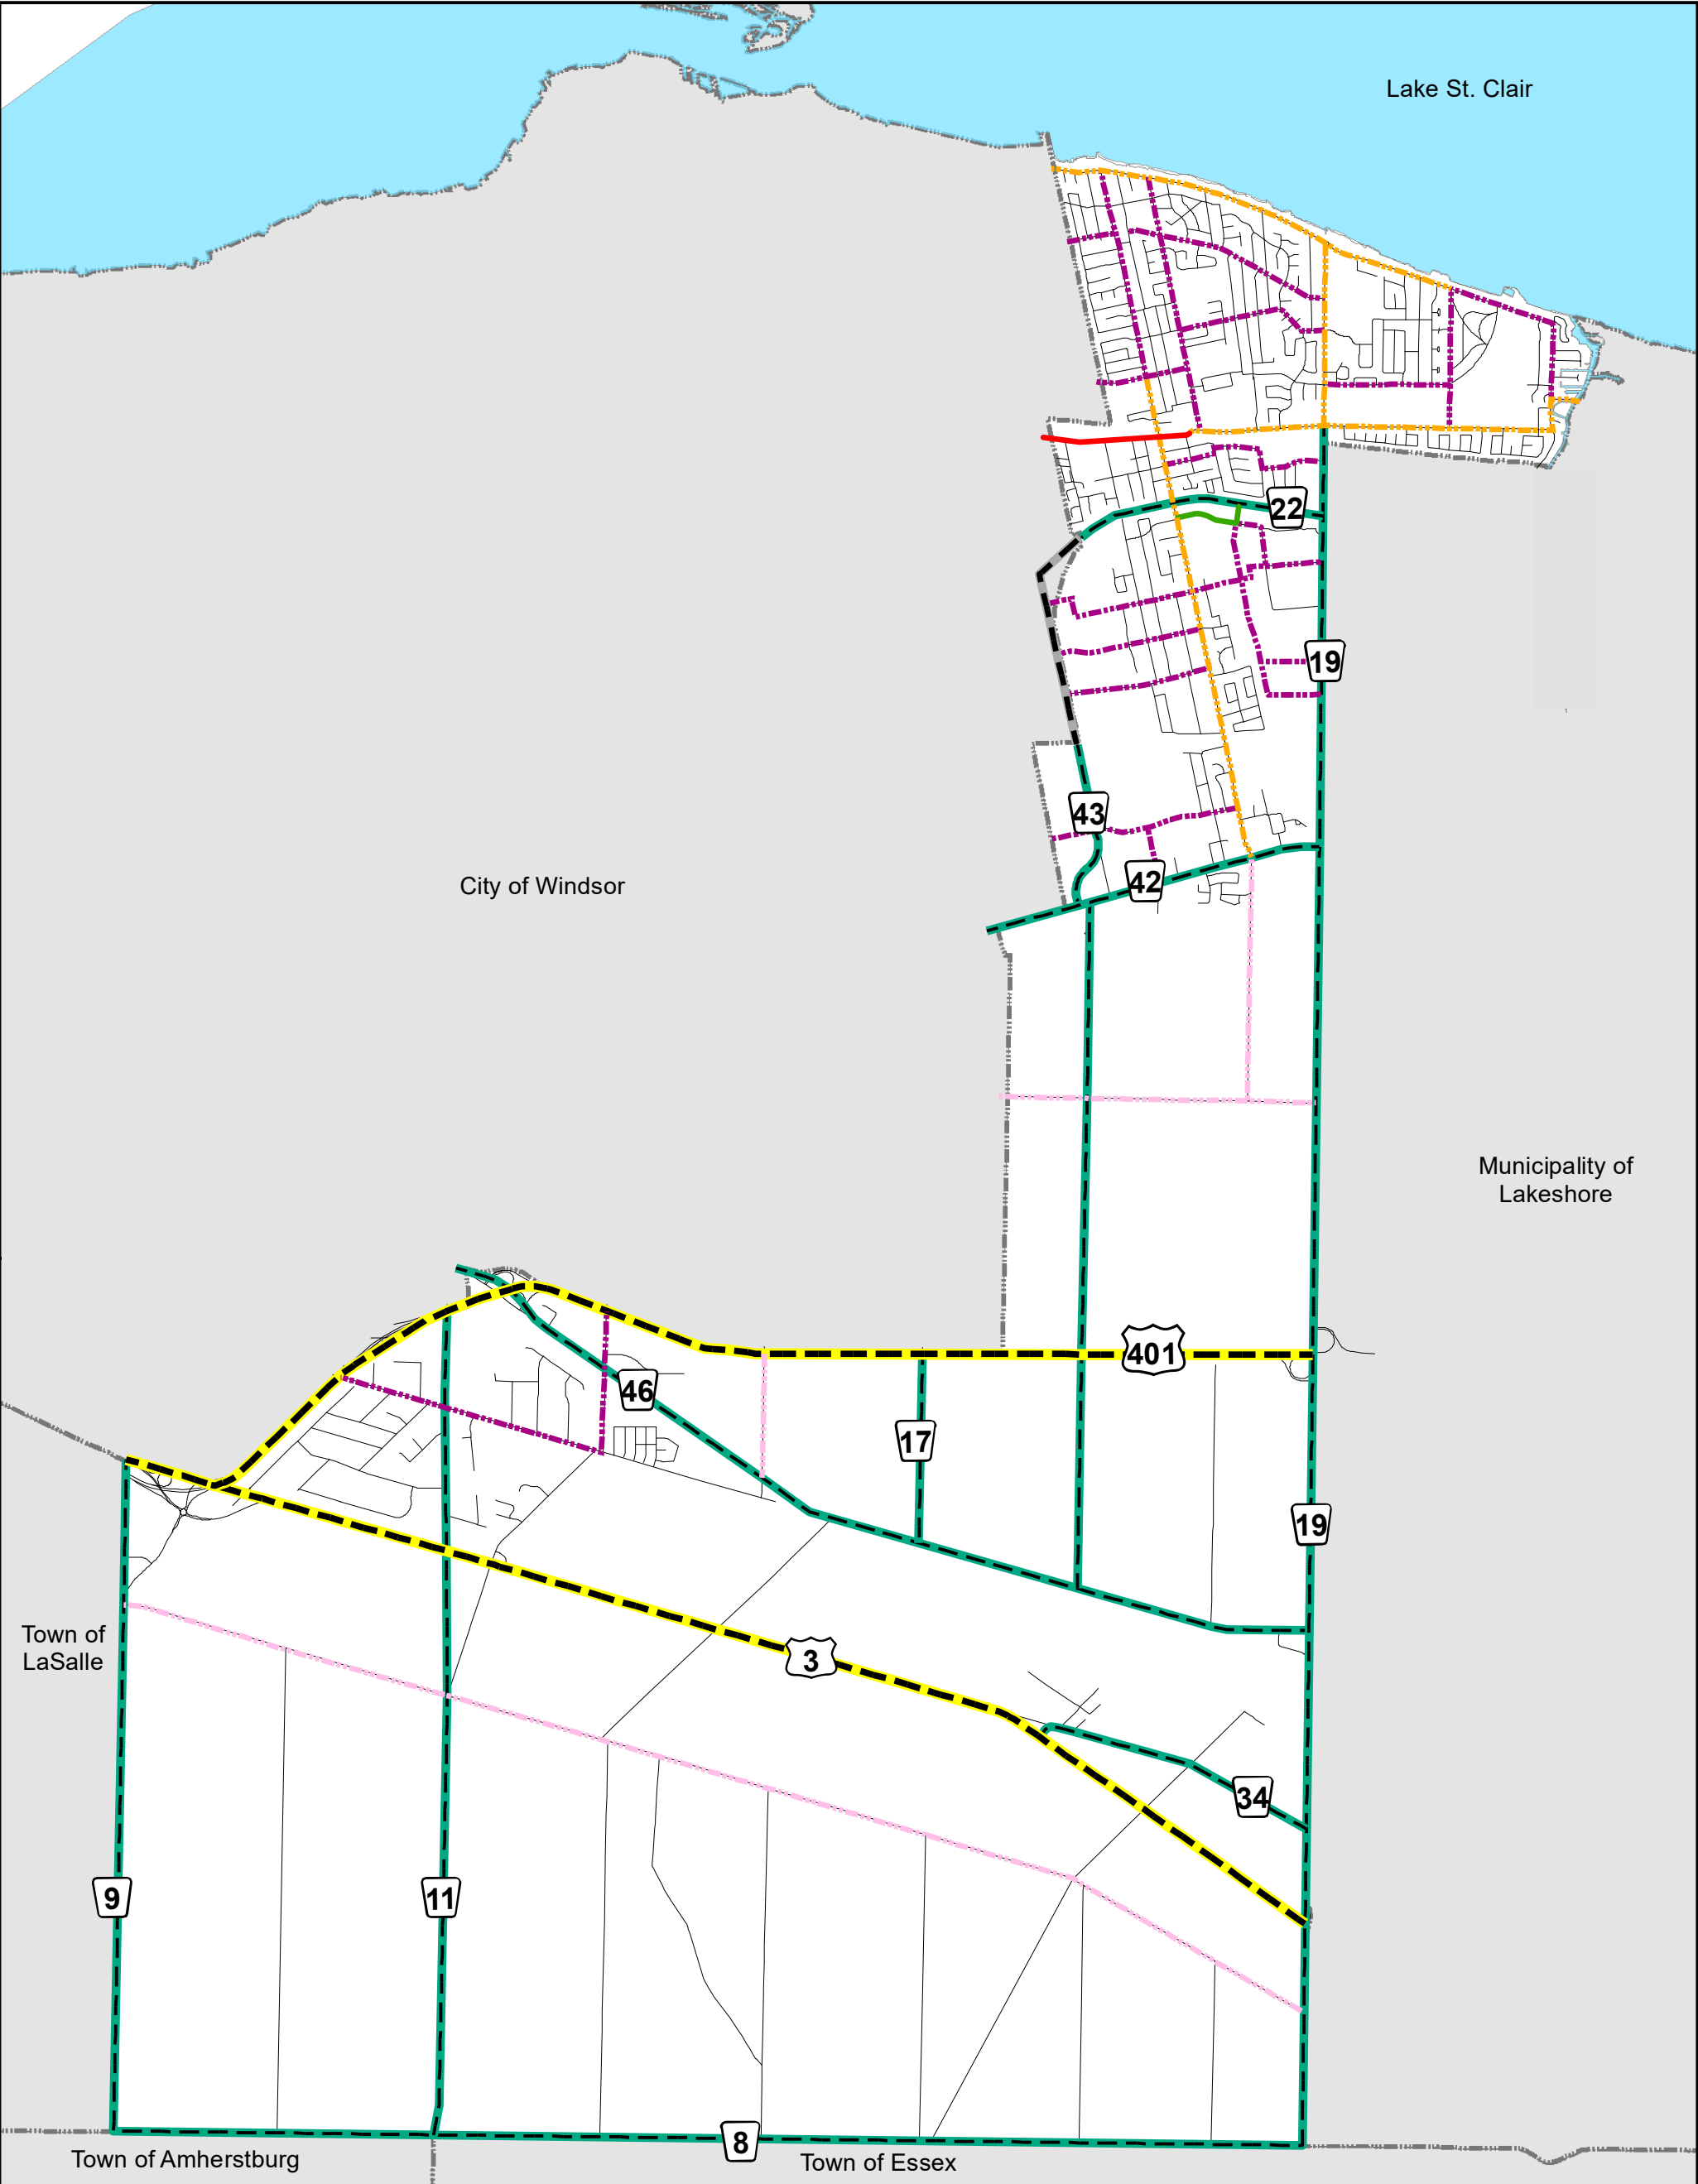 Lake St. Clair
22
19
43
42
City of Windsor
Municipality of
Lakeshore
401
46
17
19
Town of
LaSalle
3
34
9
11
8
Town of Amherstburg
Town of Essex